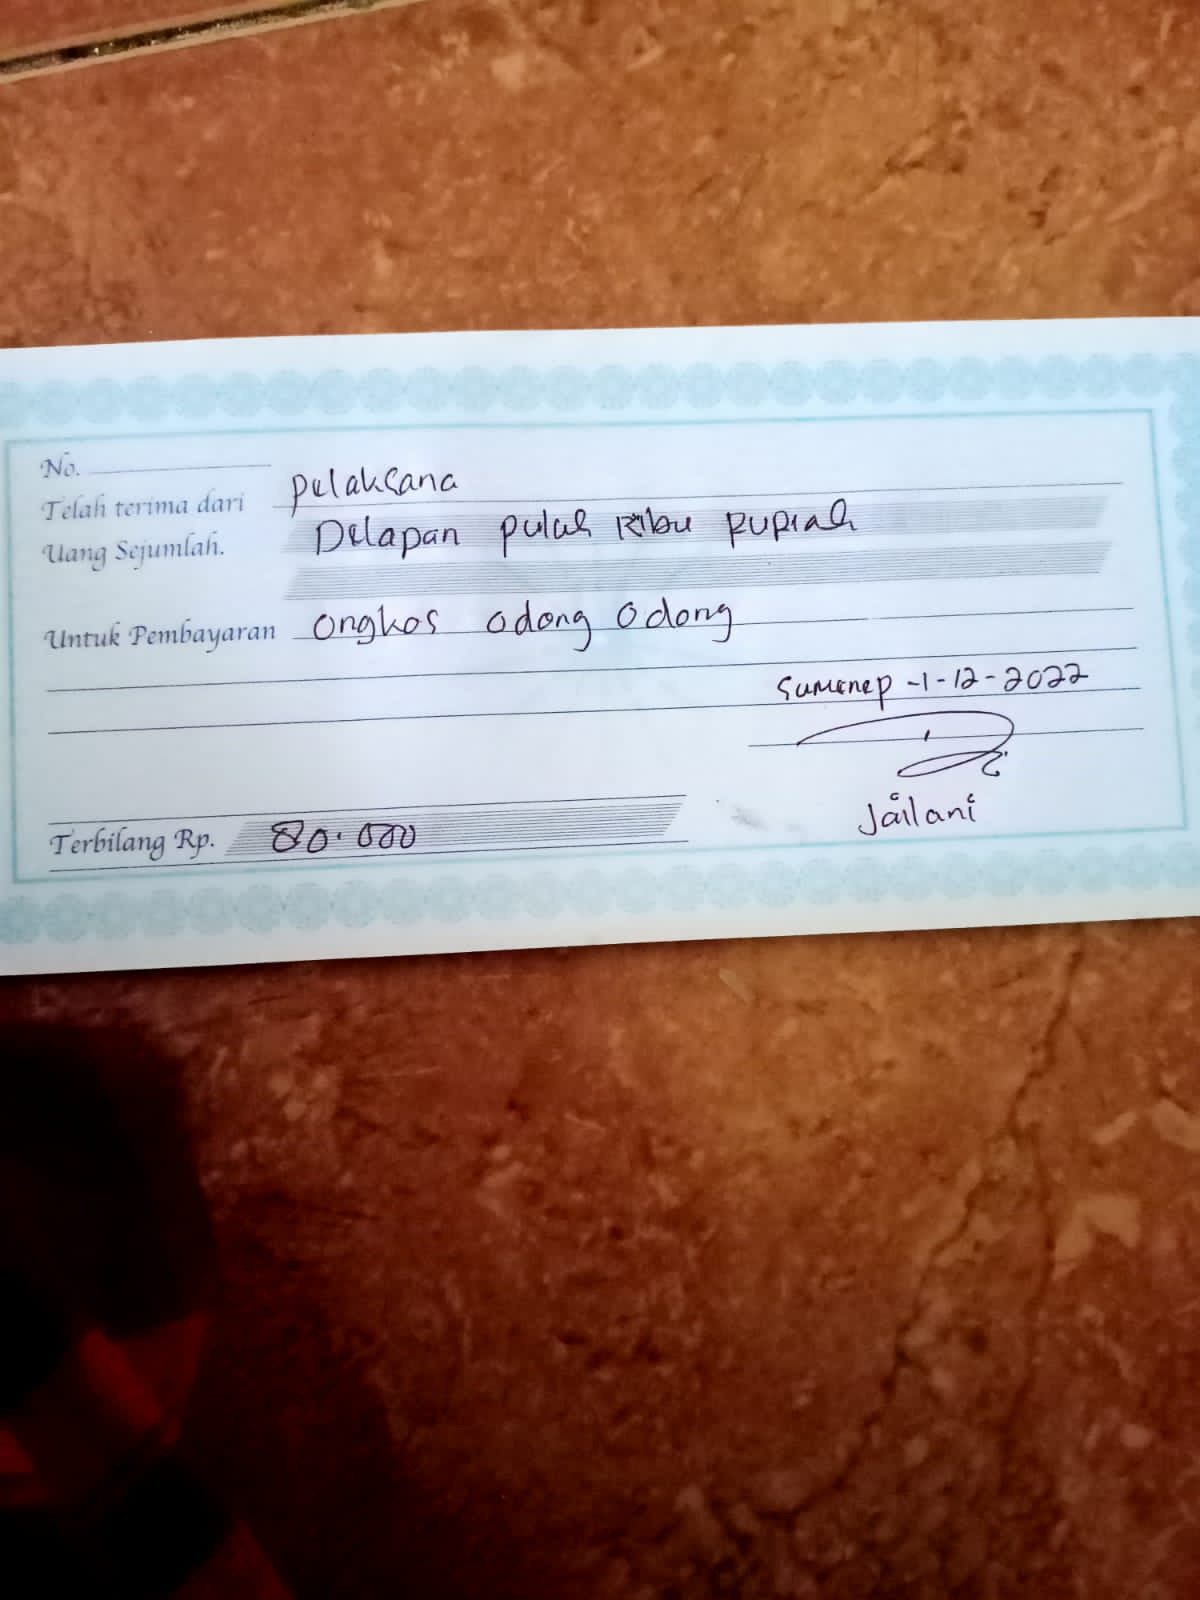 No.
Telah terima dari pelaksana
Uang Sejumlah. Delapan puluh Ribu Rupiah
Untuk Pembayaran ongkos odong odong
Sumenep -1-12-2022
Jailani
Terbilang Rp. 80.000